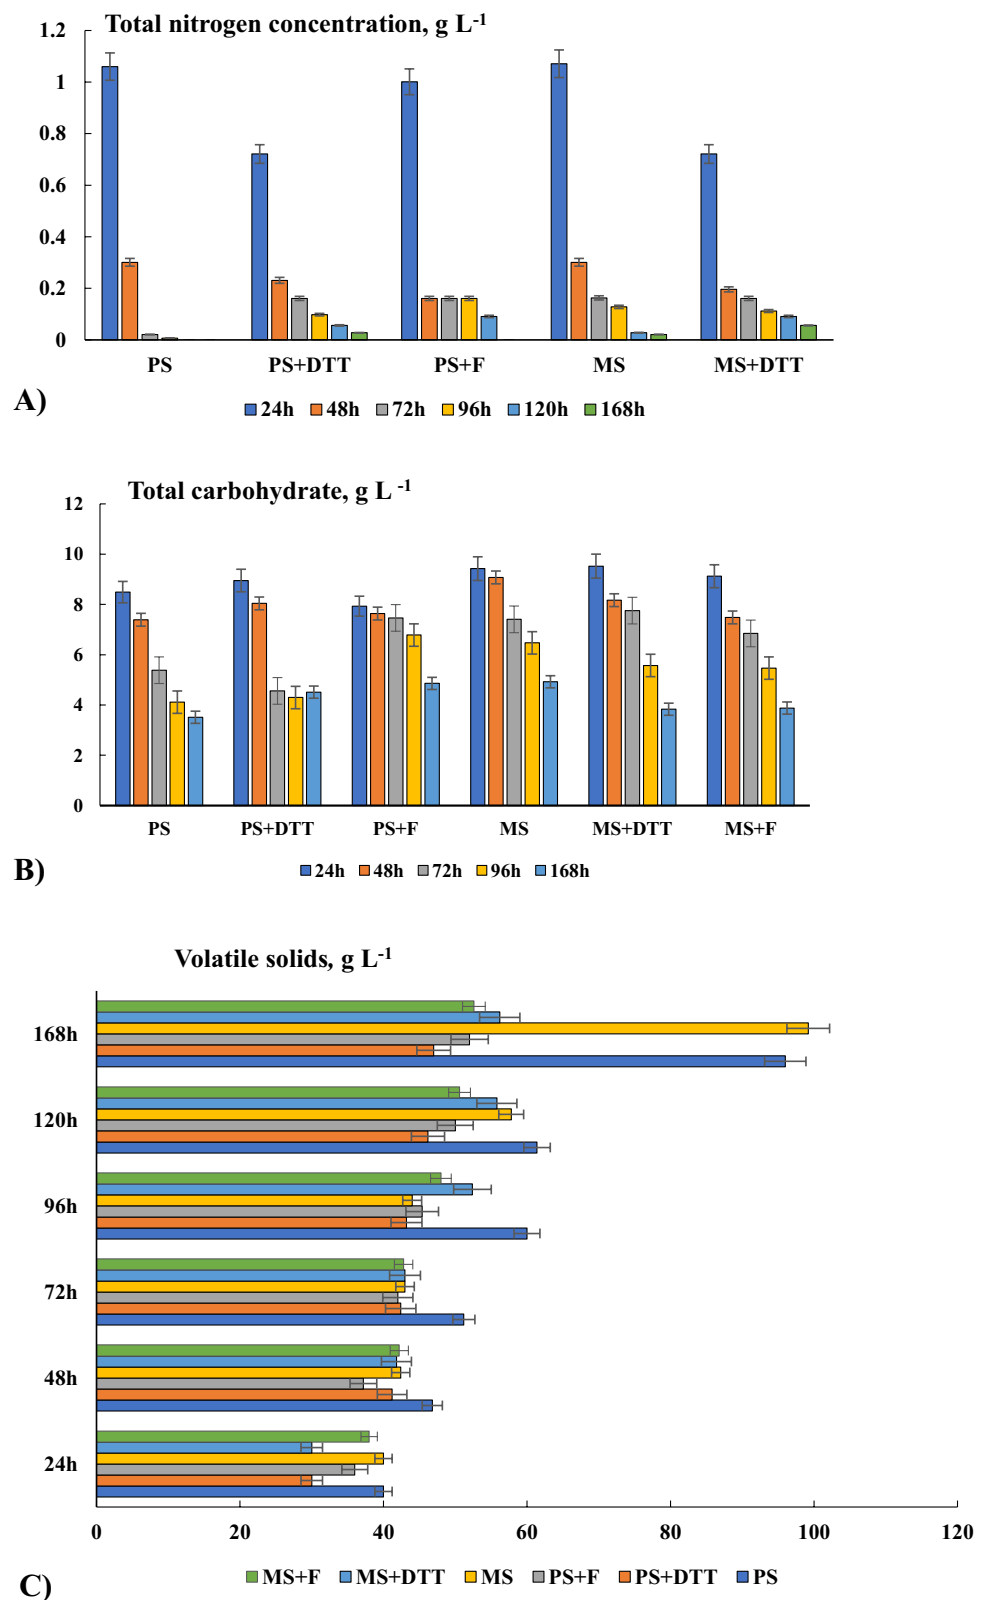 Total nitrogen concentration, g L-1
1.2
1
0.8
0.6
0.4
0.2
0
PS PS+DTT PS+F MS MS+DTT
A)
24h 48h 72h 96h 120h 168h
Total carbohydrate, g L -1
12
10
8
6
4
2
0
PS PS+DTT PS+F MS MS+DTT MS+F
B)
24h 48h 72h 96h 168h
Volatile solids, g L-1
168h
120h
96h
72h
48h
24h
0 20 40 60 80 100 120
C)
MS+F MS+DTT MS PS+F PS+DTT PS